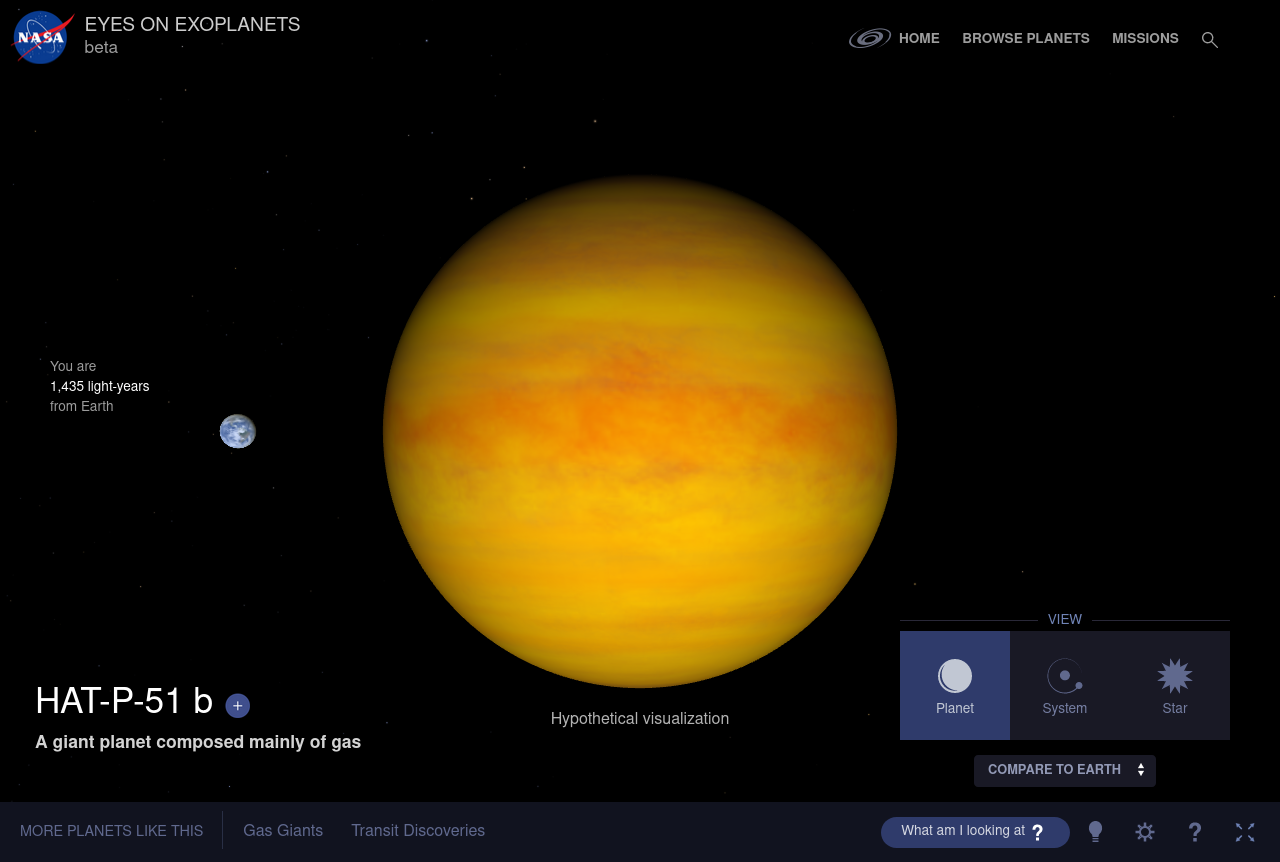 NASA
EYES ON EXOPLANETS
beta
HOME
BROWSE PLANETS
MISSIONS
You are
1,435 light-years
from Earth
HAT-P-51 b +
A giant planet composed mainly of gas
Hypothetical visualization
VIEW
Planet
System
Star
COMPARE TO EARTH
MORE PLANETS LIKE THIS
Gas Giants
Transit Discoveries
What am I looking at ?
?